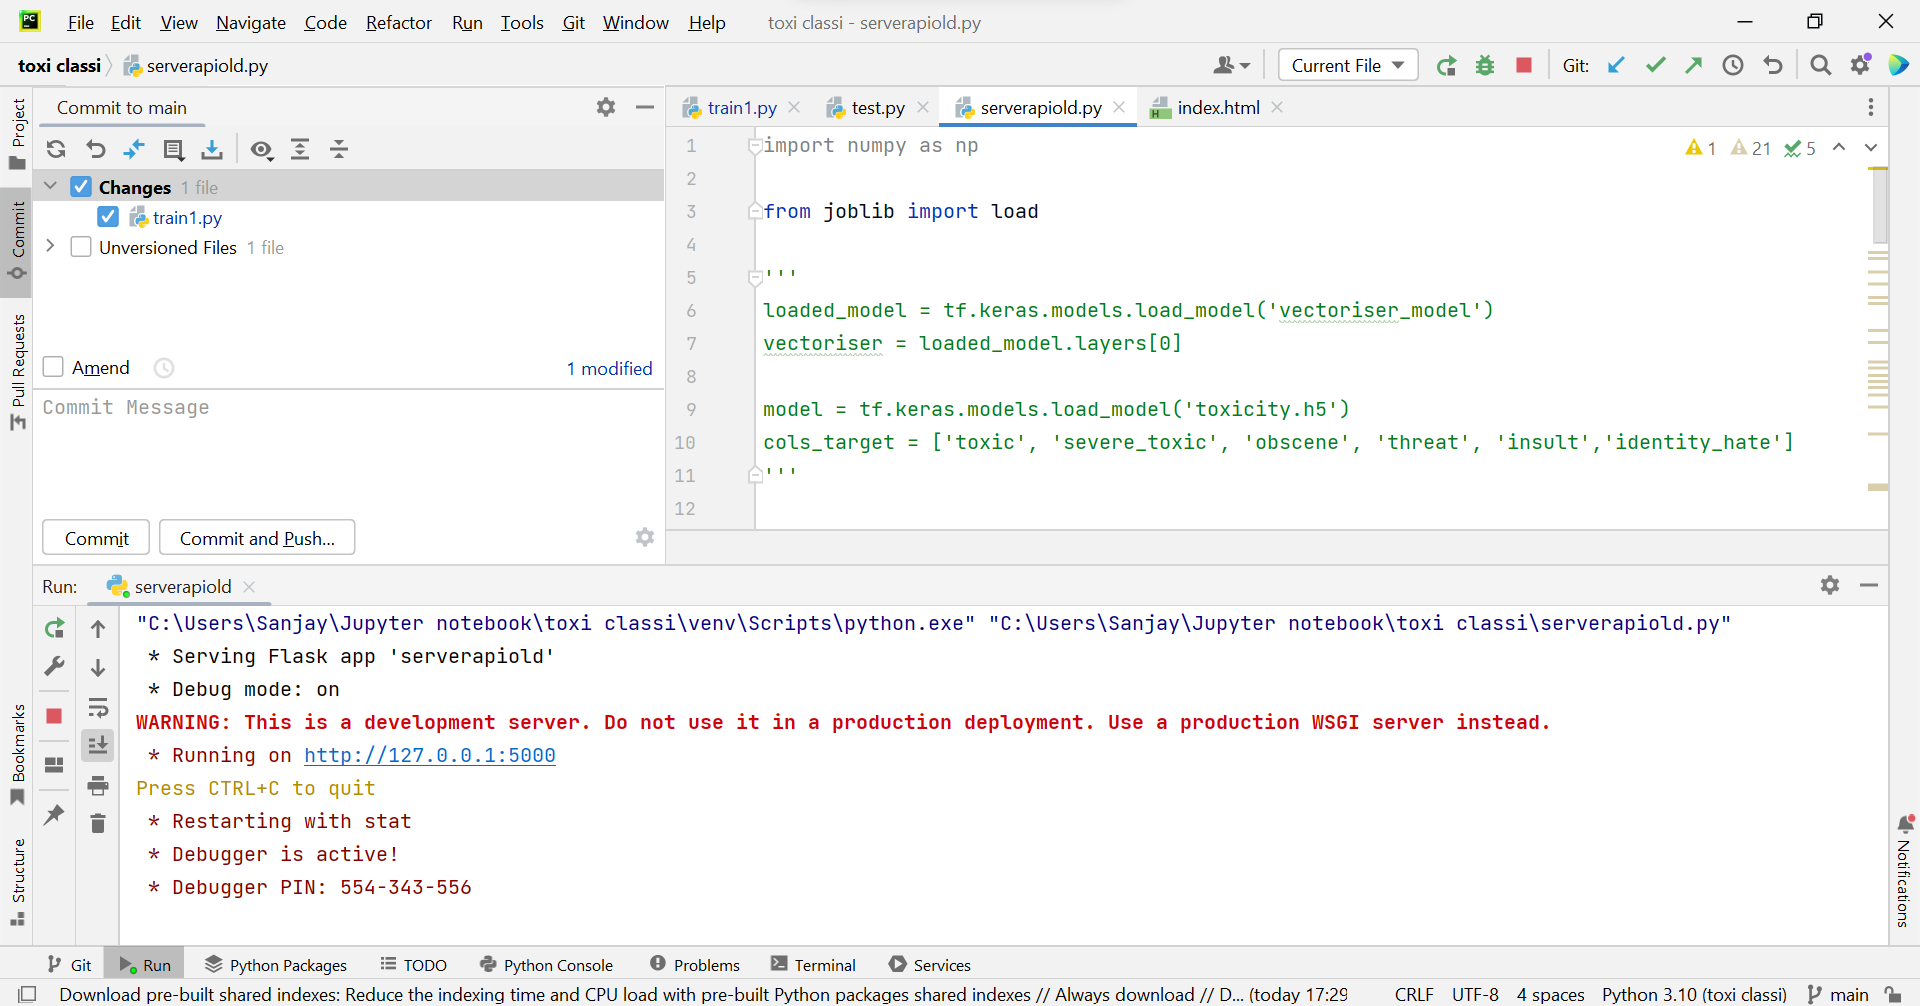 PC File Edit View Navigate Code Refactor Run Tools Git Window Help toxi classi - serverapiold.py
toxi classi serverapiold.py Current File Git:
Project
Commit
Pull Requests
Bookmarks
Structure
Commit to main
Changes 1 file
train1.py
Unversioned Files 1 file
Amend 1 modified
Commit Message
Commit Commit and Push...
train1.py test.py serverapiold.py H index.html
1 21 5
1 import numpy as np
2
3 from joblib import load
4
5 '''
6 loaded_model = tf.keras.models.load_model('vectoriser_model')
7 vectoriser = loaded_model.layers[0]
8
9 model = tf.keras.models.load_model('toxicity.h5')
10 cols_target = ['toxic', 'severe_toxic', 'obscene', 'threat', 'insult','identity_hate']
11 '''
12
Run: serverapiold
"C:\Users\Sanjay\Jupyter notebook\toxi classi\venv\Scripts\python.exe" "C:\Users\Sanjay\Jupyter notebook\toxi classi\serverapiold.py"
* Serving Flask app 'serverapiold'
* Debug mode: on
WARNING: This is a development server. Do not use it in a production deployment. Use a production WSGI server instead.
* Running on http://127.0.0.1:5000
Press CTRL+C to quit
* Restarting with stat
* Debugger is active!
* Debugger PIN: 554-343-556
Notifications
Git Run Python Packages TODO Python Console Problems Terminal Services
Download pre-built shared indexes: Reduce the indexing time and CPU load with pre-built Python packages shared indexes // Always download // D... (today 17:29 CRLF UTF-8 4 spaces Python 3.10 (toxi classi) main